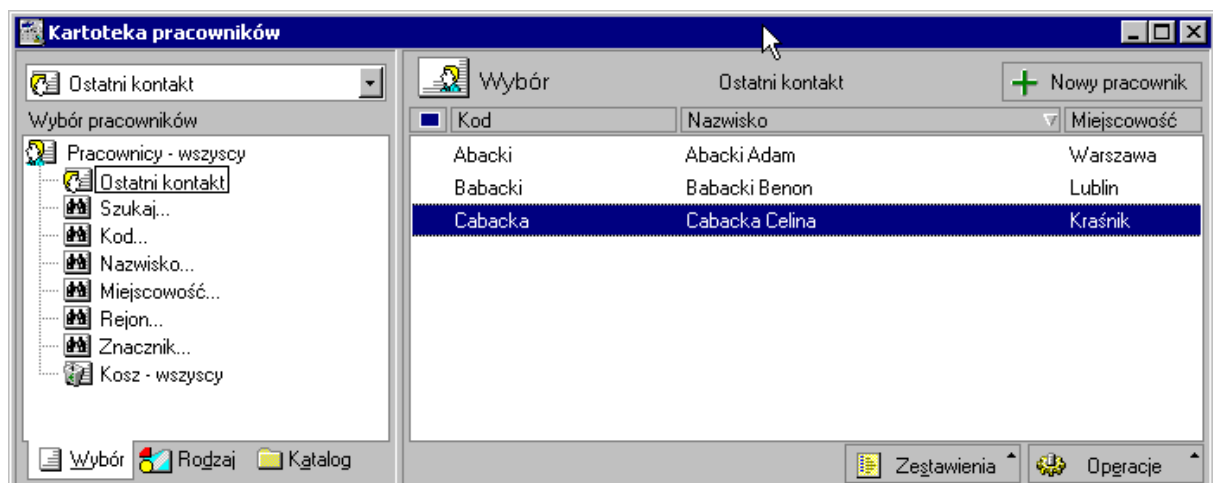 Kartoteka pracowników
Ostatni kontakt
Wybór pracowników
Pracownicy - wszyscy
Ostatni kontakt
Szukaj...
Kod...
Nazwisko...
Miejscowość...
Rejon...
Znacznik...
Kosz - wszyscy
Wybór Rodzaj Katalog
Wybór Ostatni kontakt Nowy pracownik
Kod Nazwisko Miejscowość
Abacki Abacki Adam Warszawa
Babacki Babacki Benon Lublin
Cabacka Cabacka Celina Kraśnik
Zestawienia Operacje